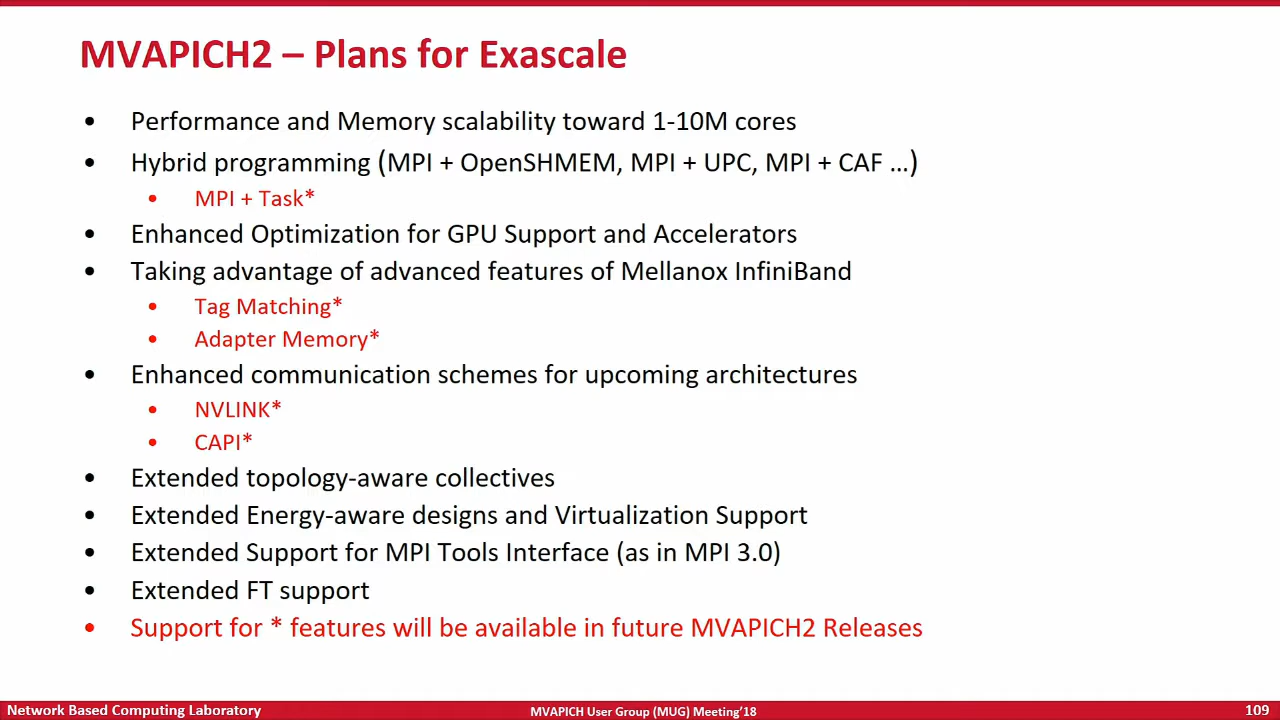 MVAPICH2 – Plans for Exascale
• Performance and Memory scalability toward 1-10M cores
• Hybrid programming (MPI + OpenSHMEM, MPI + UPC, MPI + CAF …)
• MPI + Task*
• Enhanced Optimization for GPU Support and Accelerators
• Taking advantage of advanced features of Mellanox InfiniBand
• Tag Matching*
• Adapter Memory*
• Enhanced communication schemes for upcoming architectures
• NVLINK*
• CAPI*
• Extended topology-aware collectives
• Extended Energy-aware designs and Virtualization Support
• Extended Support for MPI Tools Interface (as in MPI 3.0)
• Extended FT support
• Support for * features will be available in future MVAPICH2 Releases
Network Based Computing Laboratory
MVAPICH User Group (MUG) Meeting'18
109